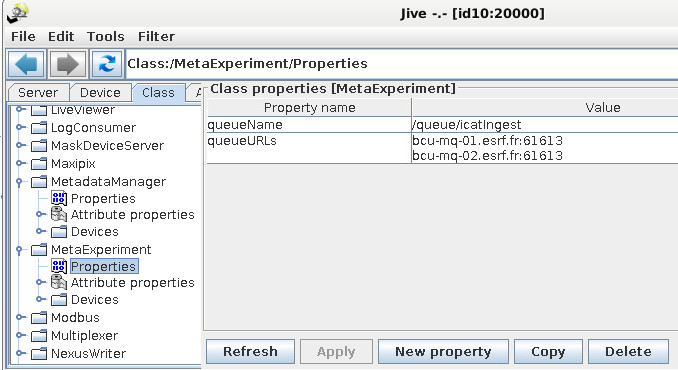 Jive -.- [id10:20000]
File Edit Tools Filter
Class:/MetaExperiment/Properties
Server Device Class A
Class properties [MetaExperiment]
Property name Value
queueName /queue/icatIngest
queueURLs bcu-mq-01.esrf.fr:61613
bcu-mq-02.esrf.fr:61613
LiveViewer
LogConsumer
MaskDeviceServer
Maxipix
MetadataManager
Properties
Attribute properties
Devices
MetaExperiment
Properties
Attribute properties
Devices
Modbus
Multiplexer
NexusWriter
Refresh Apply New property Copy Delete